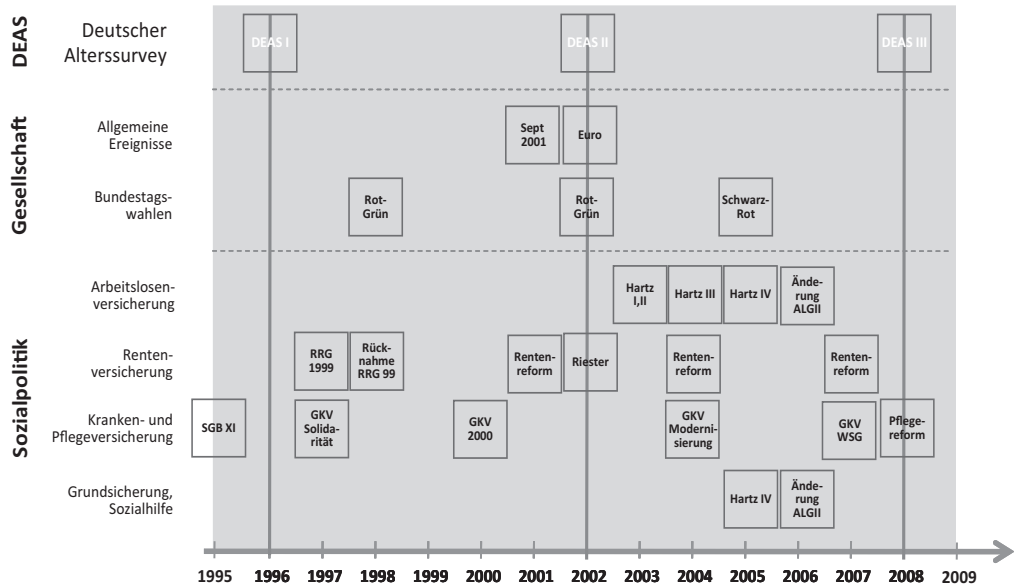 DEAS
Deutscher
Alterssurvey
DEAS I
DEAS II
DEAS III
Gesellschaft
Allgemeine
Ereignisse
Sept
2001
Euro
Bundestags-
wahlen
Rot-
Grün
Rot-
Grün
Schwarz-
Rot
Sozialpolitik
Arbeitslosen-
versicherung
Hartz
I,II
Hartz III
Hartz IV
Ände-
rung
ALGII
Renten-
versicherung
RRG
1999
Rück-
nahme
RRG 99
Renten-
reform
Riester
Renten-
reform
Renten-
reform
Kranken- und
Pflegeversicherung
SGB XI
GKV
Solida-
rität
GKV
2000
GKV
Moderni-
sierung
GKV
WSG
Pflege-
reform
Grundsicherung,
Sozialhilfe
Hartz IV
Ände-
rung
ALGII
1995 1996 1997 1998 1999 2000 2001 2002 2003 2004 2005 2006 2007 2008 2009